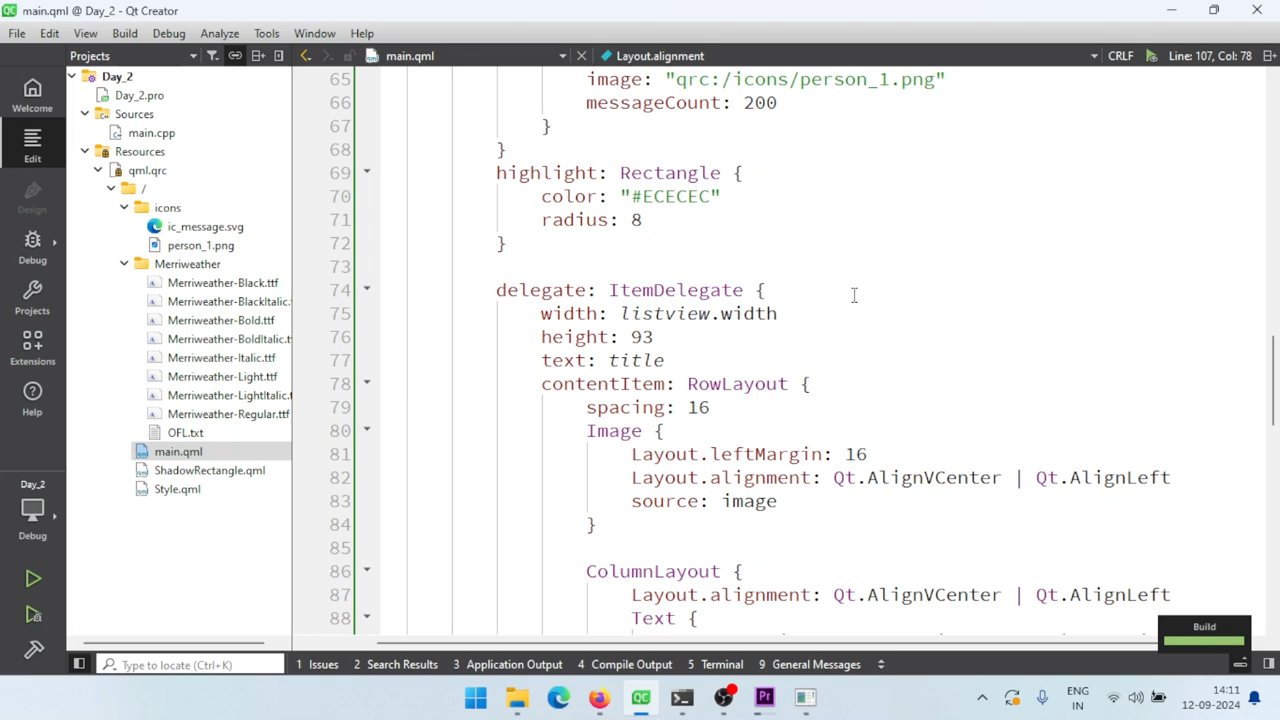 main.qml @ Day_2 - Qt Creator
File Edit View Build Debug Analyze Tools Window Help
Projects main.qml Layout.alignment CRLF Line: 107, Col: 78
Welcome
Edit
Design
Debug
Projects
Extensions
Help
Day_2
Debug
Day_2
Day_2.pro
Sources
main.cpp
Resources
qml.qrc
/
icons
ic_message.svg
person_1.png
Merriweather
Merriweather-Black.ttf
Merriweather-BlackItalic.
Merriweather-Bold.ttf
Merriweather-BoldItalic.t
Merriweather-Italic.ttf
Merriweather-Light.ttf
Merriweather-LightItalic.
Merriweather-Regular.ttf
OFL.txt
main.qml
ShadowRectangle.qml
Style.qml
65 image: "qrc:/icons/person_1.png"
66 messageCount: 200
67 }
68 }
69 highlight: Rectangle {
70 color: "#ECECEC"
71 radius: 8
72 }
73
74 delegate: ItemDelegate {
75 width: listview.width
76 height: 93
77 text: title
78 contentItem: RowLayout {
79 spacing: 16
80 Image {
81 Layout.leftMargin: 16
82 Layout.alignment: Qt.AlignVCenter | Qt.AlignLeft
83 source: image
84 }
85
86 ColumnLayout {
87 Layout.alignment: Qt.AlignVCenter | Qt.AlignLeft
88 Text {
Build
Type to locate (Ctrl+K) 1 Issues 2 Search Results 3 Application Output 4 Compile Output 5 Terminal 9 General Messages
ENG
IN
14:11
12-09-2024